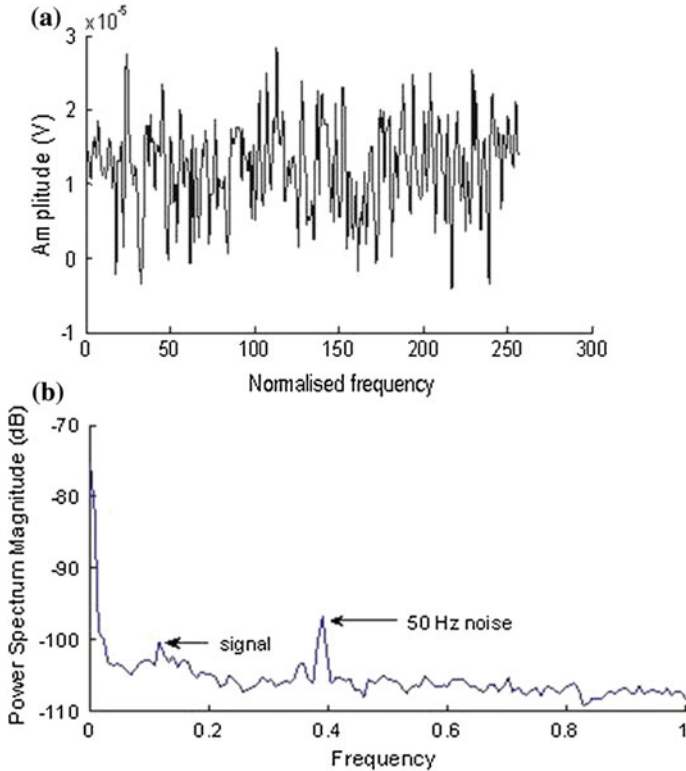 (a)
×10⁻⁵
3
2
1
0
-1
Amplitude (V)
0 50 100 150 200 250 300
Normalised frequency
(b)
-70
-80
-90
-100
-110
Power Spectrum Magnitude (dB)
signal
50 Hz noise
0 0.2 0.4 0.6 0.8 1
Frequency